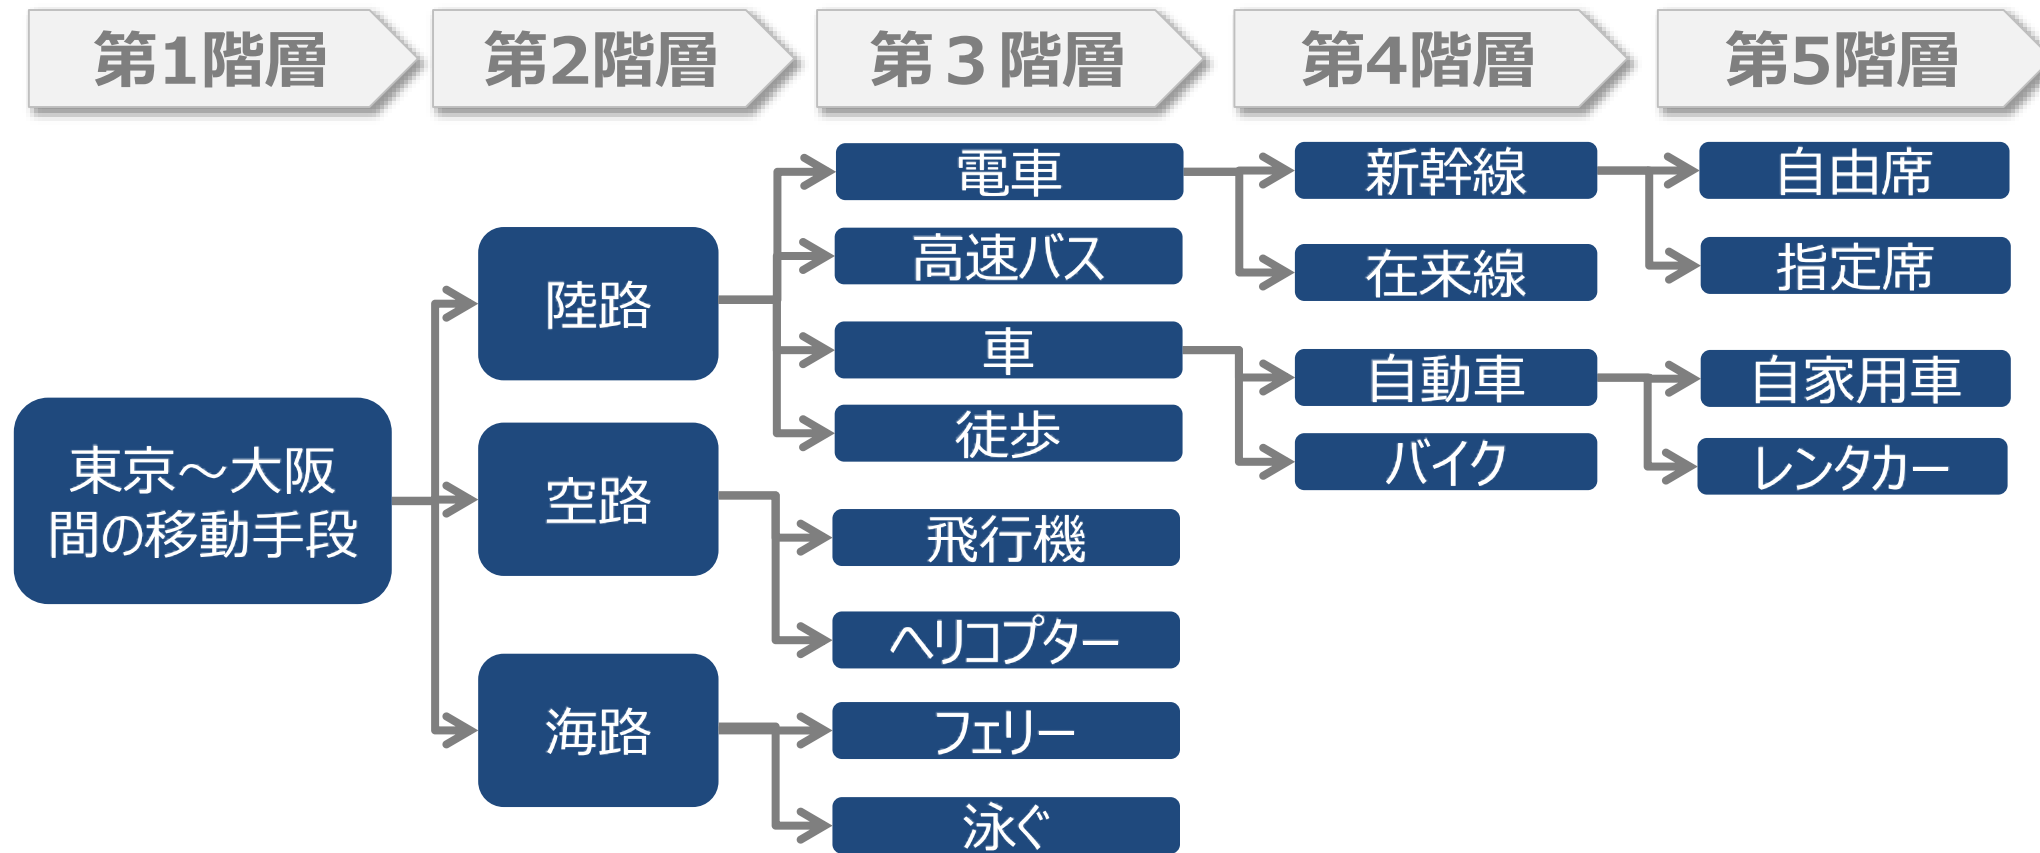 第1階層
第2階層
第３階層
第4階層
第5階層
東京～大阪
間の移動手段
陸路
空路
海路
電車
高速バス
車
徒歩
飛行機
ヘリコプター
フェリー
泳ぐ
新幹線
在来線
自動車
バイク
自由席
指定席
自家用車
レンタカー